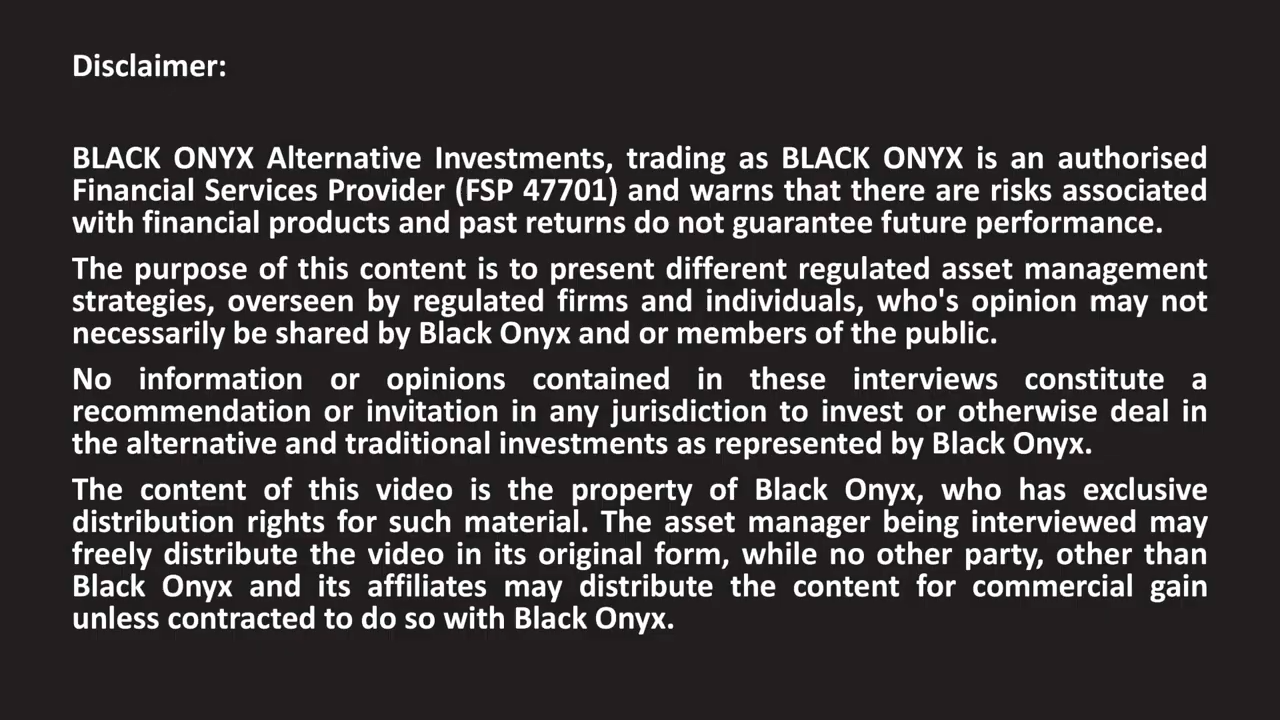 Disclaimer:
BLACK ONYX Alternative Investments, trading as BLACK ONYX is an authorised
Financial Services Provider (FSP 47701) and warns that there are risks associated
with financial products and past returns do not guarantee future performance.
The purpose of this content is to present different regulated asset management
strategies, overseen by regulated firms and individuals, who's opinion may not
necessarily be shared by Black Onyx and or members of the public.
No information or opinions contained in these interviews constitute a
recommendation or invitation in any jurisdiction to invest or otherwise deal in
the alternative and traditional investments as represented by Black Onyx.
The content of this video is the property of Black Onyx, who has exclusive
distribution rights for such material. The asset manager being interviewed may
freely distribute the video in its original form, while no other party, other than
Black Onyx and its affiliates may distribute the content for commercial gain
unless contracted to do so with Black Onyx.